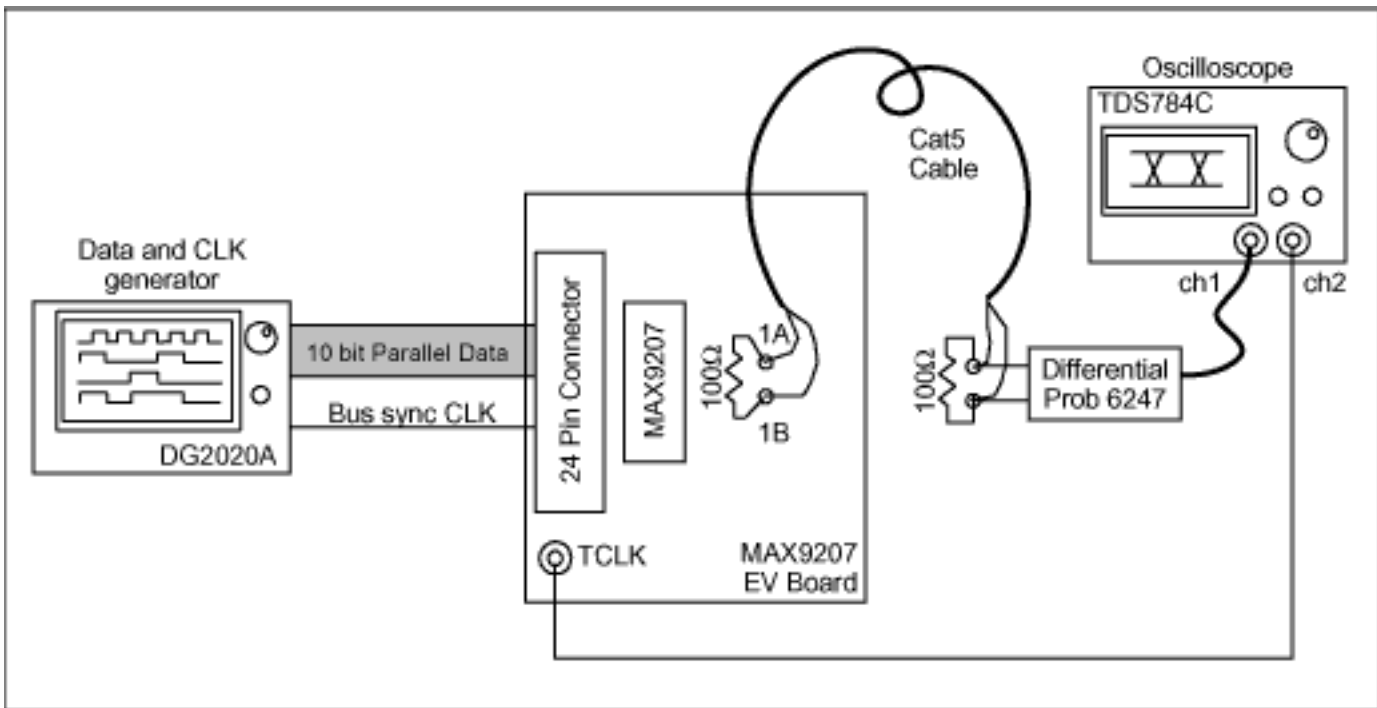 Oscilloscope
TDS784C
Cat5
Cable
Data and CLK
generator
ch1
ch2
10 bit Parallel Data
Bus sync CLK
DG2020A
24 Pin Connector
MAX9207
100Ω
1A
1B
100Ω
Differential
Prob 6247
TCLK
MAX9207
EV Board